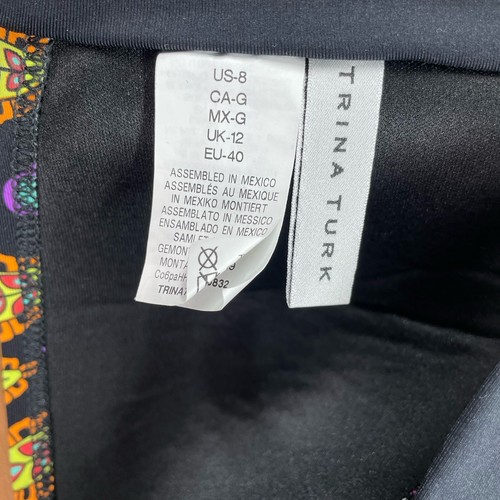 US-8
CA-G
MX-G
UK-12
EU-40
ASSEMBLED IN MEXICO
ASSEMBLÉS AU MEXIQUE
IN MEXIKO MONTIERT
ASSEMBLATO IN MESSICO
ENSAMBLADO EN MEXICO
TRINA TURK